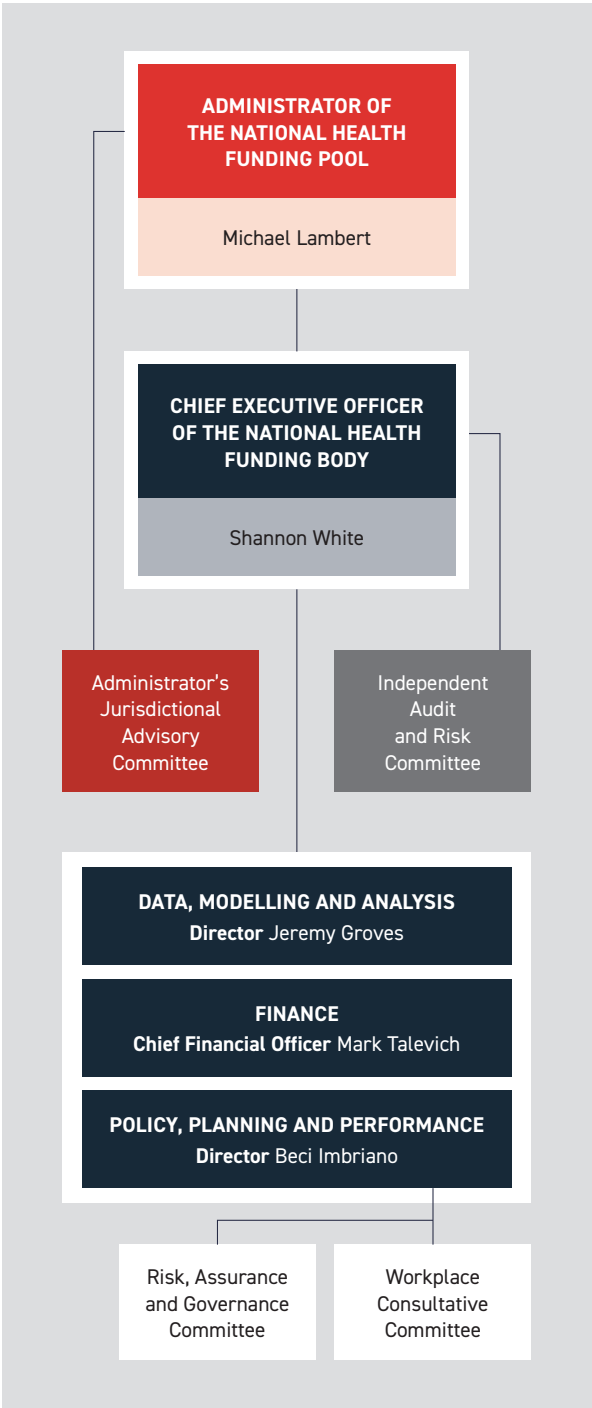 ADMINISTRATOR OF
THE NATIONAL HEALTH
FUNDING POOL
Michael Lambert
CHIEF EXECUTIVE OFFICER
OF THE NATIONAL HEALTH
FUNDING BODY
Shannon White
Administrator’s
Jurisdictional
Advisory
Committee
Independent
Audit
and Risk
Committee
DATA, MODELLING AND ANALYSIS
Director Jeremy Groves
FINANCE
Chief Financial Officer Mark Talevich
POLICY, PLANNING AND PERFORMANCE
Director Beci Imbriano
Risk, Assurance
and Governance
Committee
Workplace
Consultative
Committee